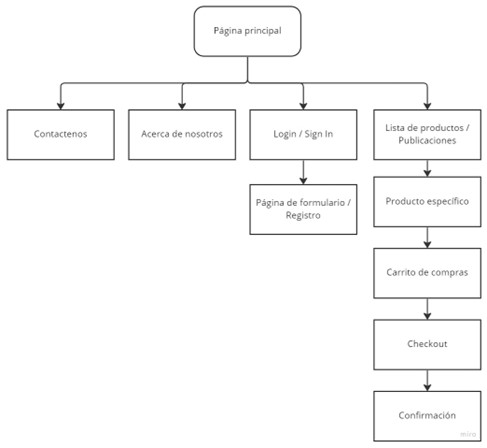 Página principal
Contactenos
Acerca de nosotros
Login / Sign In
Lista de productos /
Publicaciones
Página de formulario /
Registro
Producto específico
Carrito de compras
Checkout
Confirmación
miro